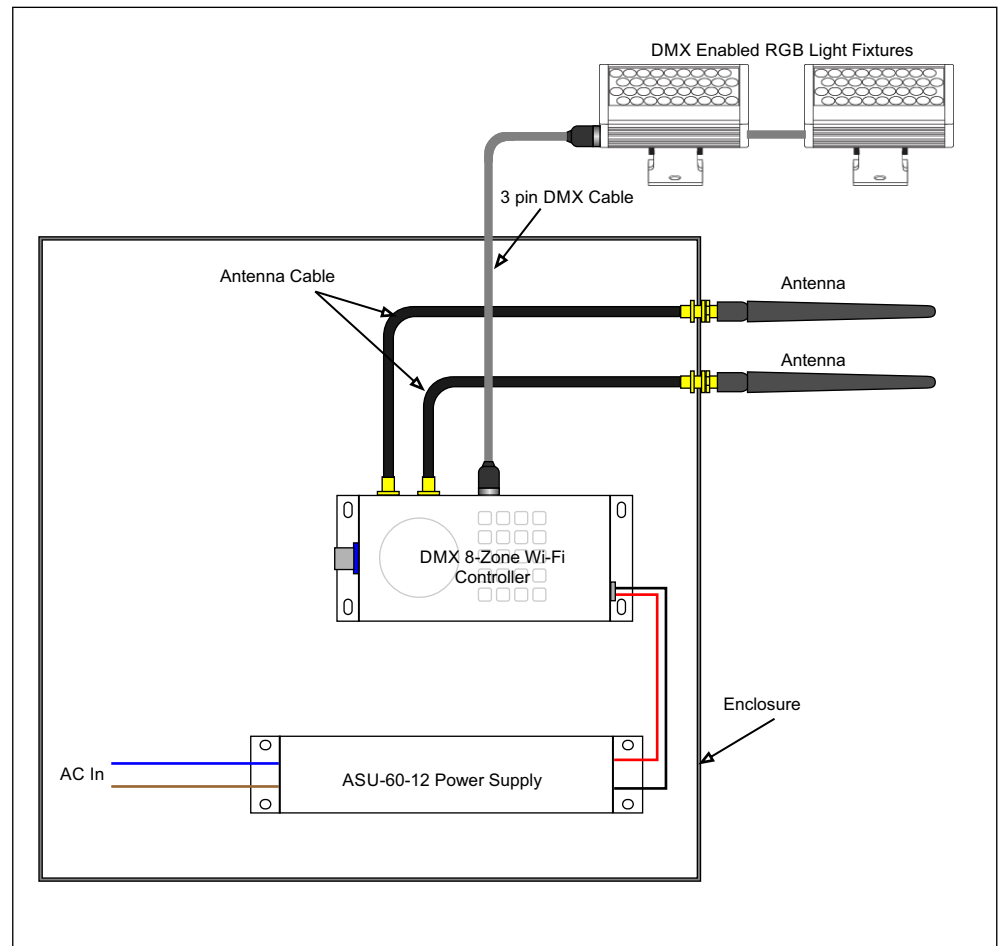 DMX Enabled RGB Light Fixtures
3 pin DMX Cable
Antenna Cable
Antenna
Antenna
DMX 8-Zone Wi-Fi
Controller
Enclosure
AC In
ASU-60-12 Power Supply